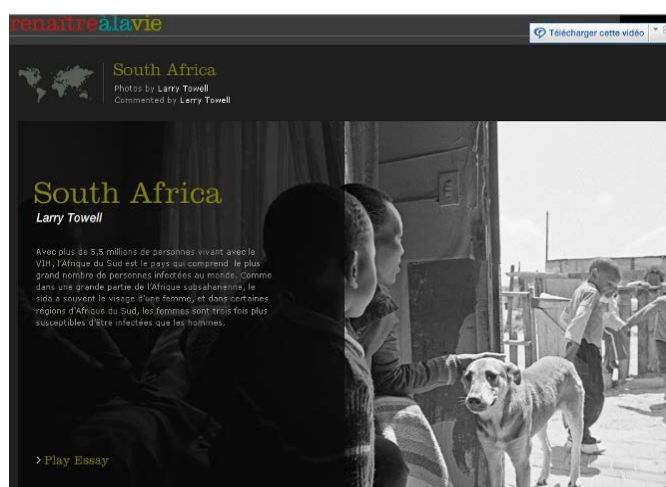 renaîtreàlavie
Télécharger cette vidéo
South Africa
Photos by Larry Towell
Commented by Larry Towell
South Africa
Larry Towell
Avec plus de 5,5 millions de personnes vivant avec le
VIH, l'Afrique du Sud est le pays qui comprend le plus
grand nombre de personnes infectées au monde. Comme
dans une grande partie de l'Afrique subsaharienne, le
sida a souvent le visage d'une femme, et dans certaines
régions d'Afrique du Sud, les femmes sont trois fois plus
susceptibles d'être infectées que les hommes.
> Play Essay